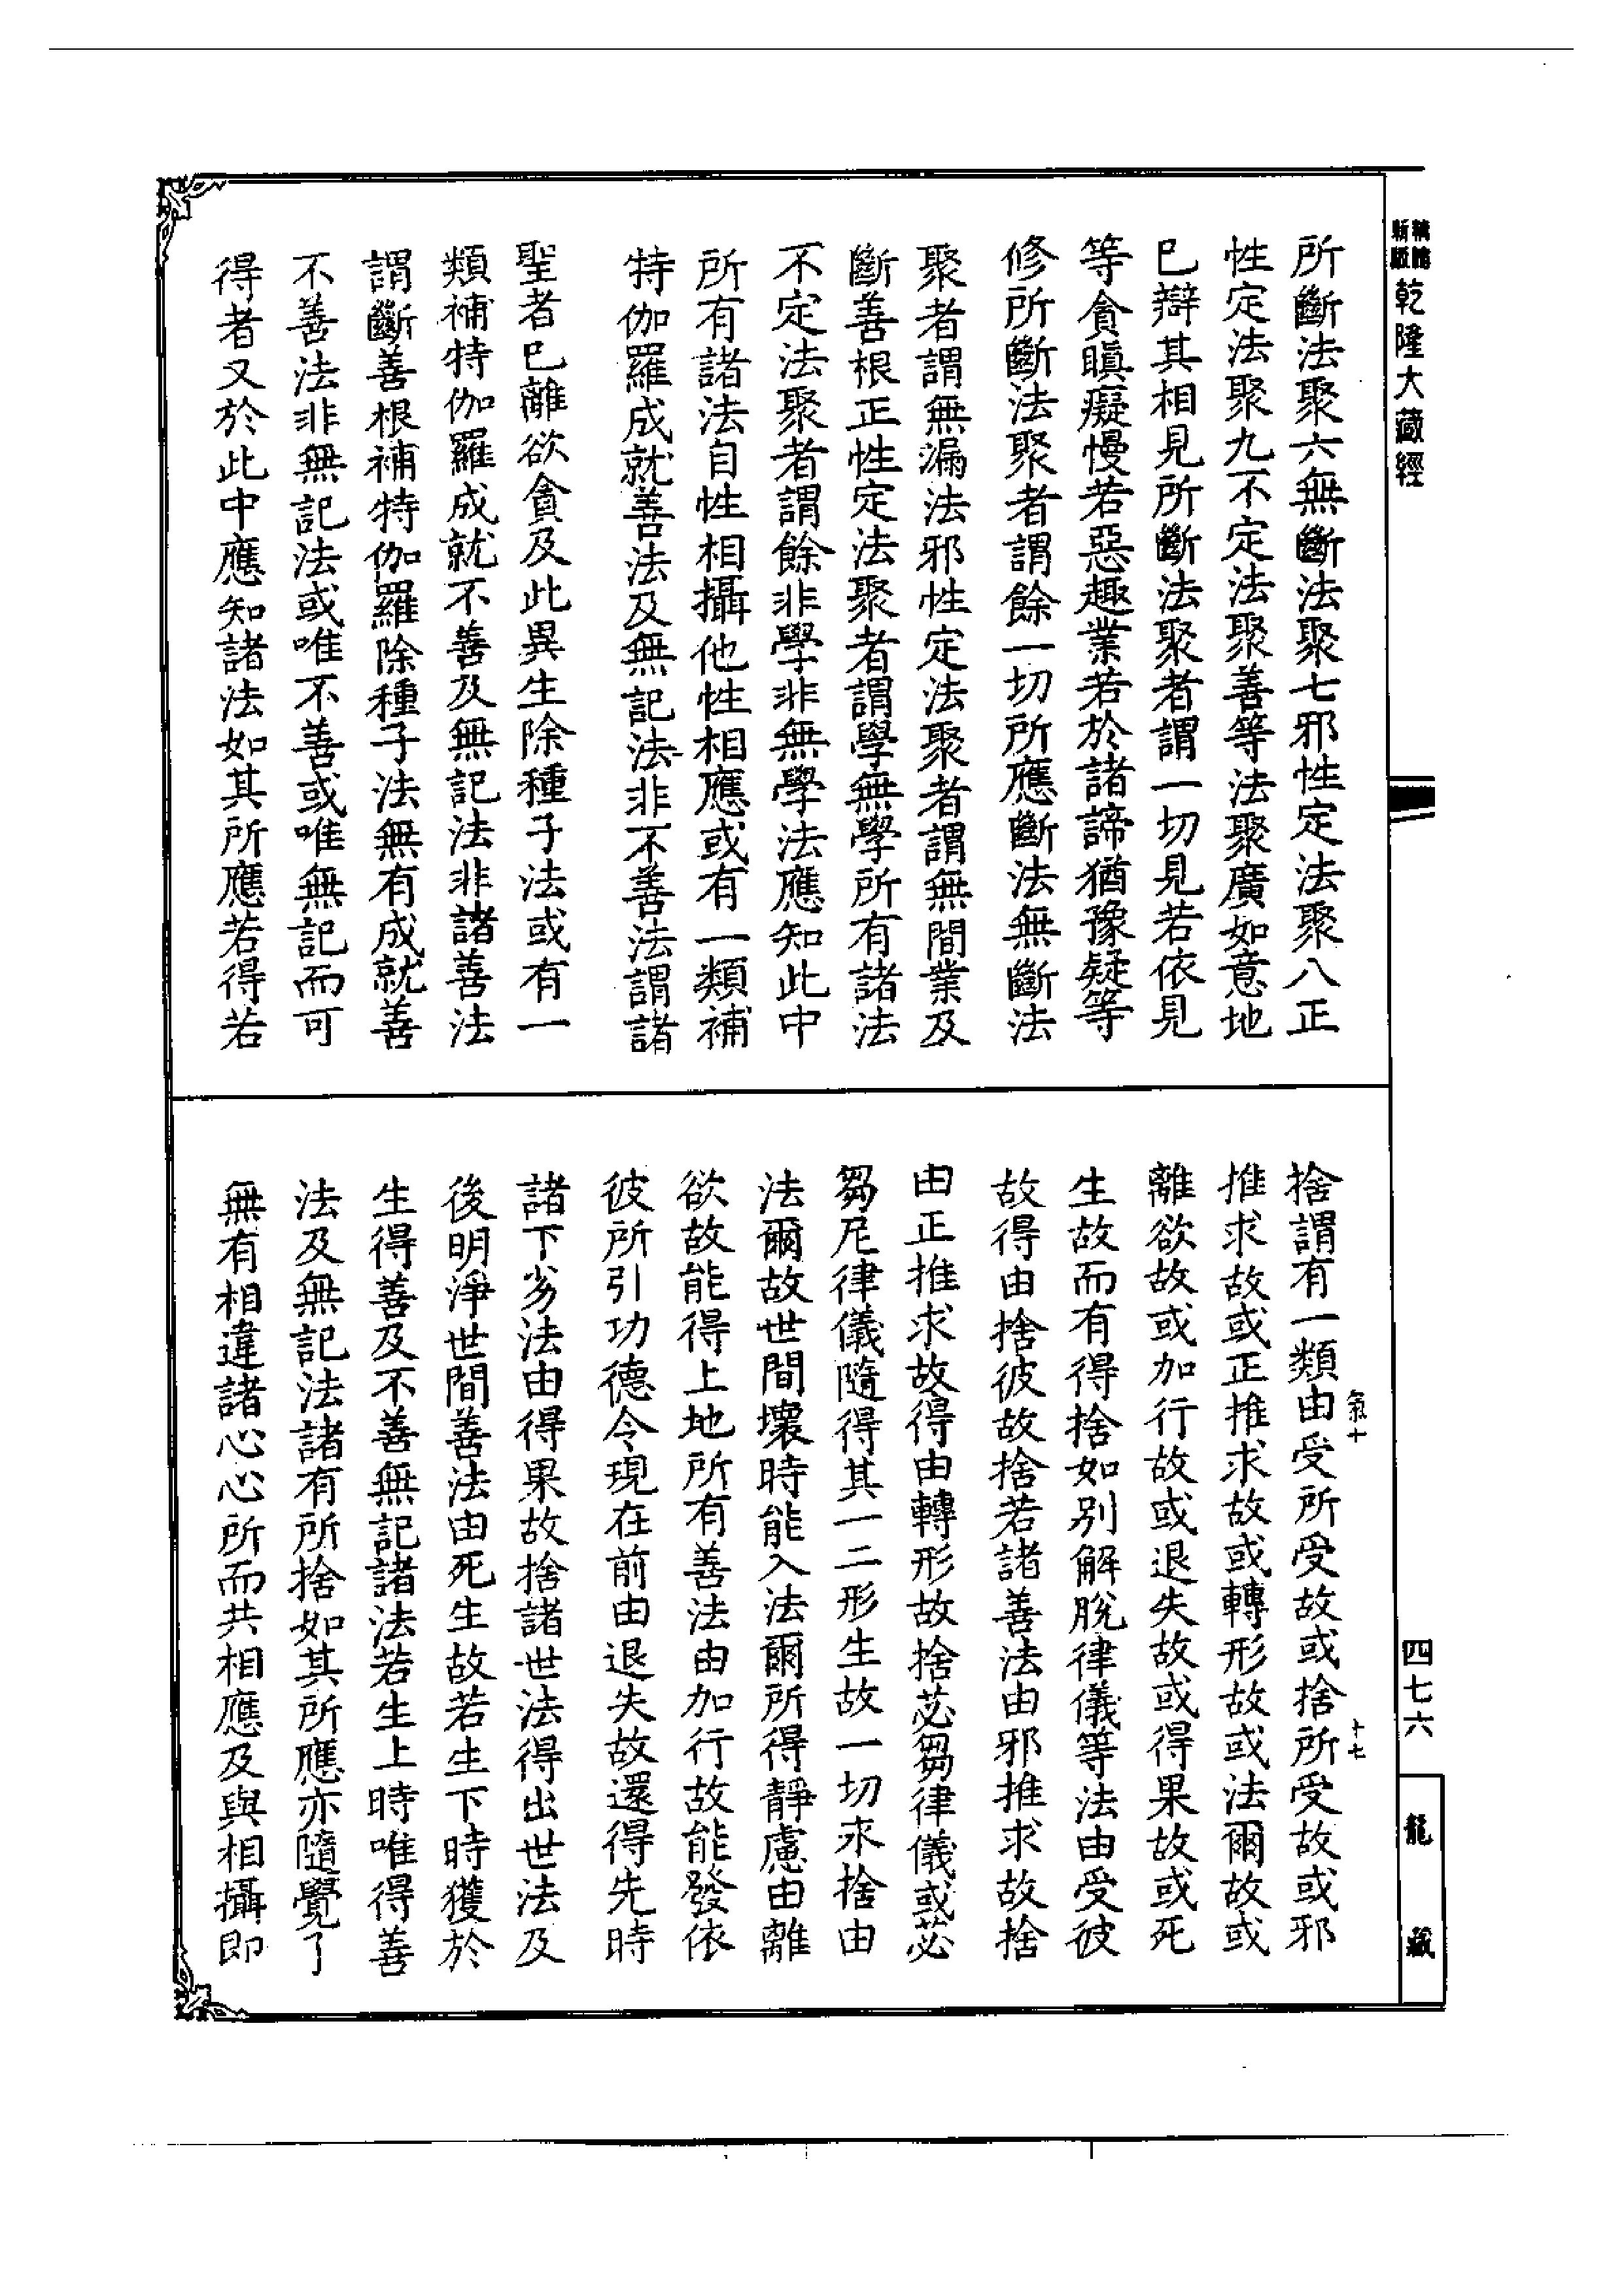 新版
乾隆大藏經
所斷法聚六無斷法聚七邪性定法聚八正
性定法聚九不定法聚善等法聚廣如意地
巳辯其相見所斷法聚者謂一切見若依見
等貪瞋癡慢若惡趣業若於諸諦猶豫疑等
修所斷法聚者謂餘一切所應斷法無斷法
聚者謂無漏法邪性定法聚者謂無間業及
斷善根正性定法聚者謂學無學所有諸法
不定法聚者謂餘非學非無學法應知此中
所有諸法自性相攝他性相應或有一類補
特伽羅成就善法及無記法非不善法謂諸
聖者巳離欲貪及此異生除種子法或有一
類補特伽羅成就不善及無記法非諸善法
謂斷善根補特伽羅除種子法無有成就善
不善法非無記法或唯不善或唯無記而可
得者又於此中應知諸法如其所應若得若
捨謂有一類由受所受故或捨所受故或邪
推求故或正推求故或轉形故或法爾故或
離欲故或加行故或退失故或得果故或死
生故而有得捨如別解脫律儀等法由受彼
故得由捨彼故捨若諸善法由邪推求故捨
由正推求故得由轉形故捨苾芻律儀或苾
芻尼律儀隨得其一二形生故一切永捨由
法爾故世間壞時能入法爾所得靜慮由離
欲故能得上地所有善法由加行故能發依
彼所引功德令現在前由退失故還得先時
諸下劣法由得果故捨諸世法得出世法及
後明淨世間善法由死生故若生下時獲於
生得善及不善無記諸法若生上時唯得善
法及無記法諸有所捨如其所應亦隨覺了
無有相違諸心心所而共相應及與相攝即
氣十
十七
四七六
龍藏